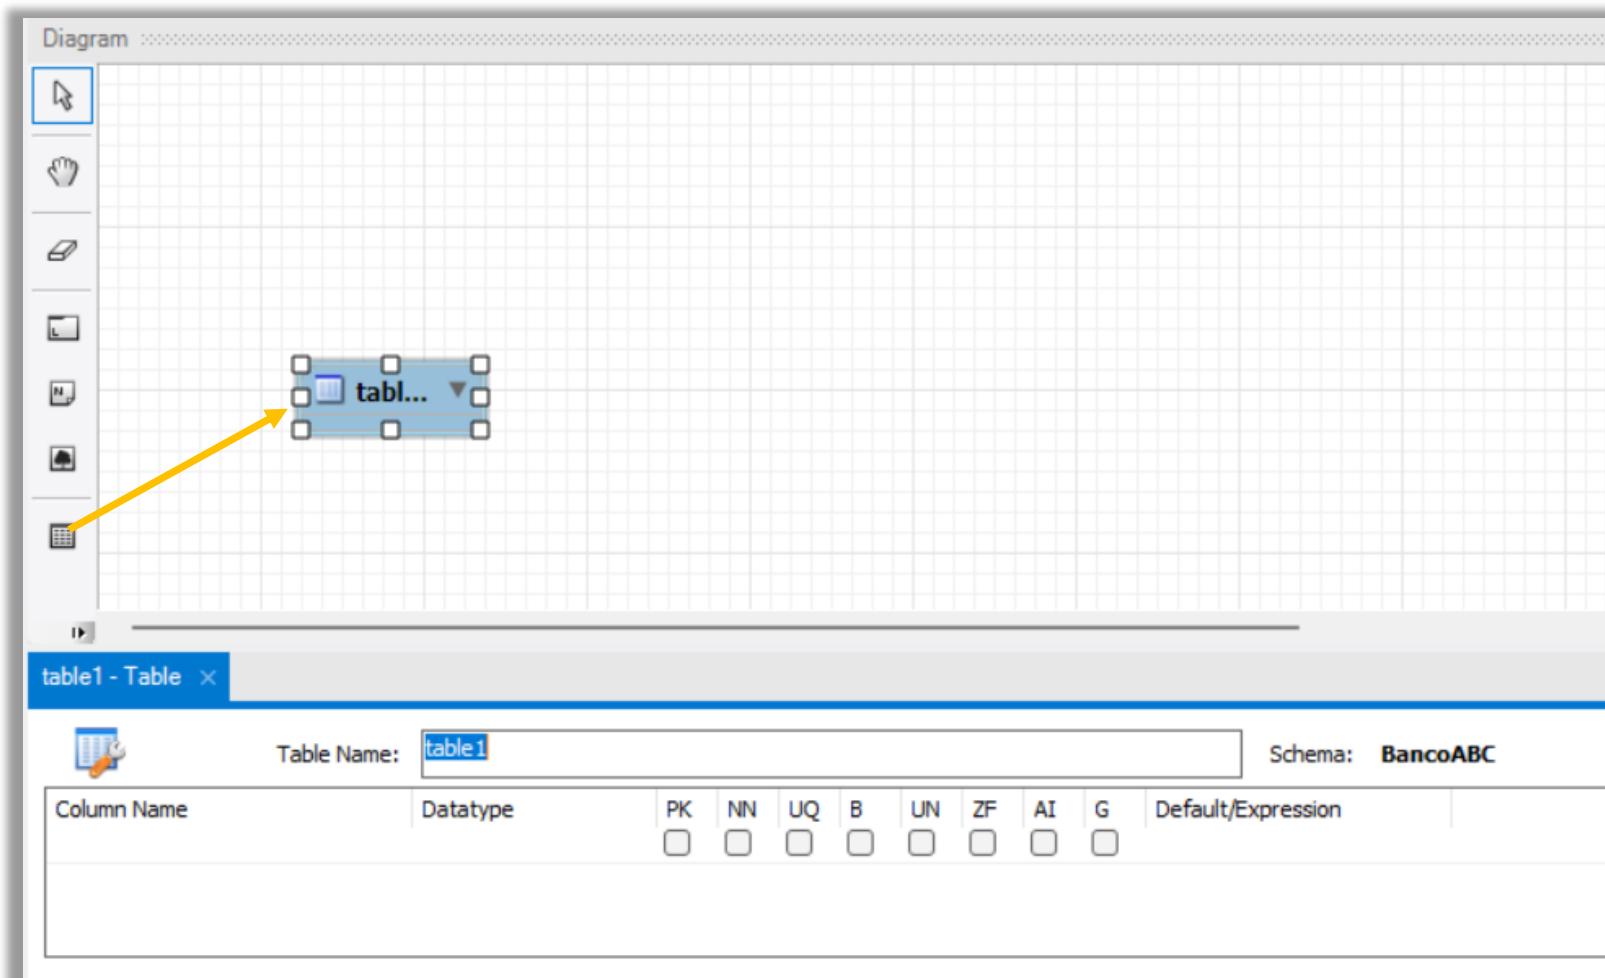 Diagram
L
N
tabl...
table1 - Table
Table Name: table1 Schema: BancoABC
Column Name Datatype PK NN UQ B UN ZF AI G Default/Expression